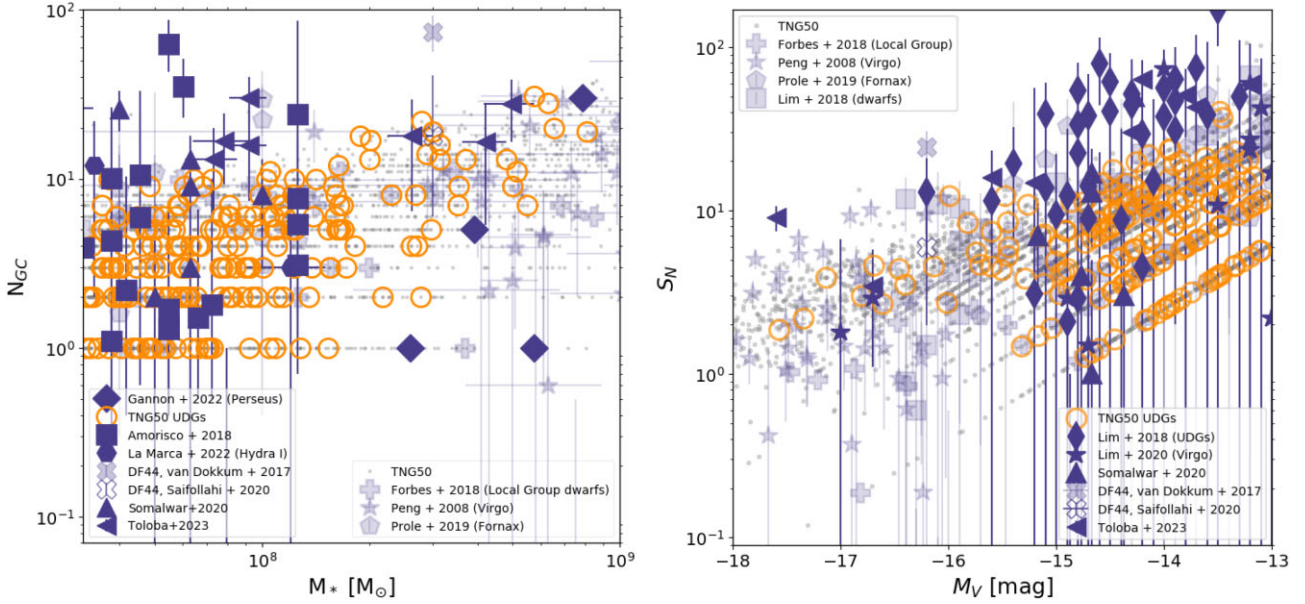 10²
10¹
10⁰
10⁻¹
N_GC
10⁸
10⁹
M_* [M_⊙]
Gannon + 2022 (Perseus)
TNG50 UDGs
Amorisco + 2018
La Marca + 2022 (Hydra I)
DF44, van Dokkum + 2017
DF44, Saifollahi + 2020
Somalwar+2020
Toloba+2023
TNG50
Forbes + 2018 (Local Group dwarfs)
Peng + 2008 (Virgo)
Prole + 2019 (Fornax)
10²
10¹
10⁰
10⁻¹
S_N
−18
−17
−16
−15
−14
−13
M_V [mag]
TNG50
Forbes + 2018 (Local Group)
Peng + 2008 (Virgo)
Prole + 2019 (Fornax)
Lim + 2018 (dwarfs)
TNG50 UDGs
Lim + 2018 (UDGs)
Lim + 2020 (Virgo)
Somalwar + 2020
DF44, van Dokkum + 2017
DF44, Saifollahi + 2020
Toloba + 2023